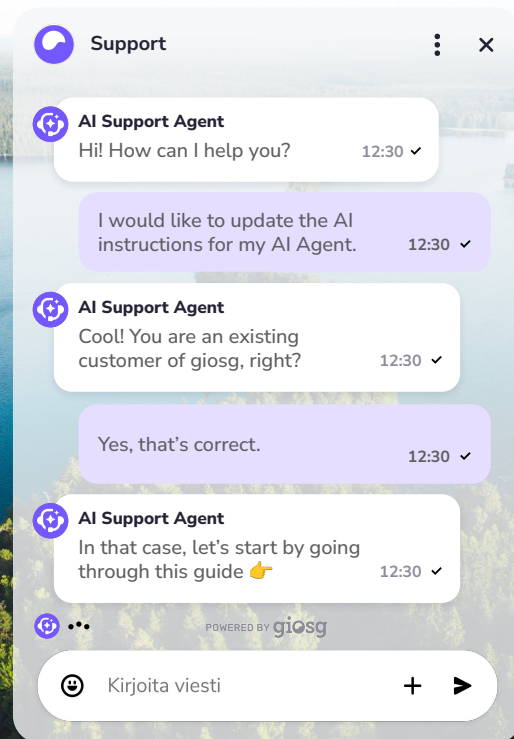 Support
AI Support Agent
Hi! How can I help you?
12:30
I would like to update the AI
instructions for my AI Agent.
12:30
AI Support Agent
Cool! You are an existing
customer of giosg, right?
12:30
Yes, that’s correct.
12:30
AI Support Agent
In that case, let’s start by going
through this guide 👉
12:30
POWERED BY giosg
Kirjoita viesti